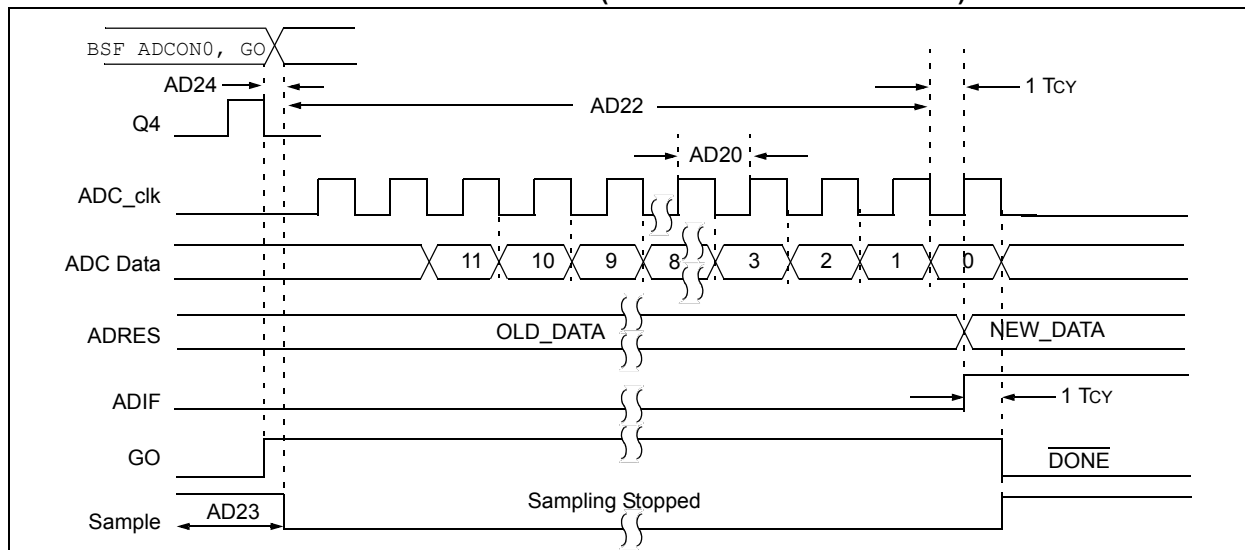 BSF ADCON0, GO
AD24
1 TCY
AD22
Q4
AD20
ADC_clk
ADC Data
11 10 9 8 3 2 1 0
ADRES
OLD_DATA
NEW_DATA
ADIF
1 TCY
GO
DONE
Sampling Stopped
AD23
Sample